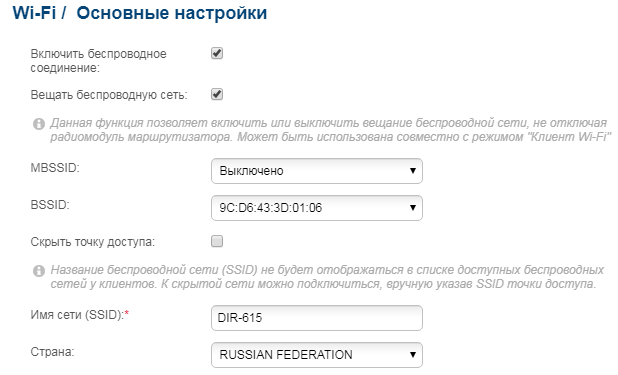 Wi-Fi / Основные настройки
Включить беспроводное
соединение:
Вещать беспроводную сеть:
Данная функция позволяет включить или выключить вещание беспроводной сети, не отключая
радиомодуль маршрутизатора. Может быть использована совместно с режимом "Клиент Wi-Fi"
MBSSID:
Выключено
BSSID:
9C:D6:43:3D:01:06
Скрыть точку доступа:
Название беспроводной сети (SSID) не будет отображаться в списке доступных беспроводных
сетей у клиентов. К скрытой сети можно подключиться, вручную указав SSID точки доступа.
Имя сети (SSID):*
DIR-615
Страна:
RUSSIAN FEDERATION